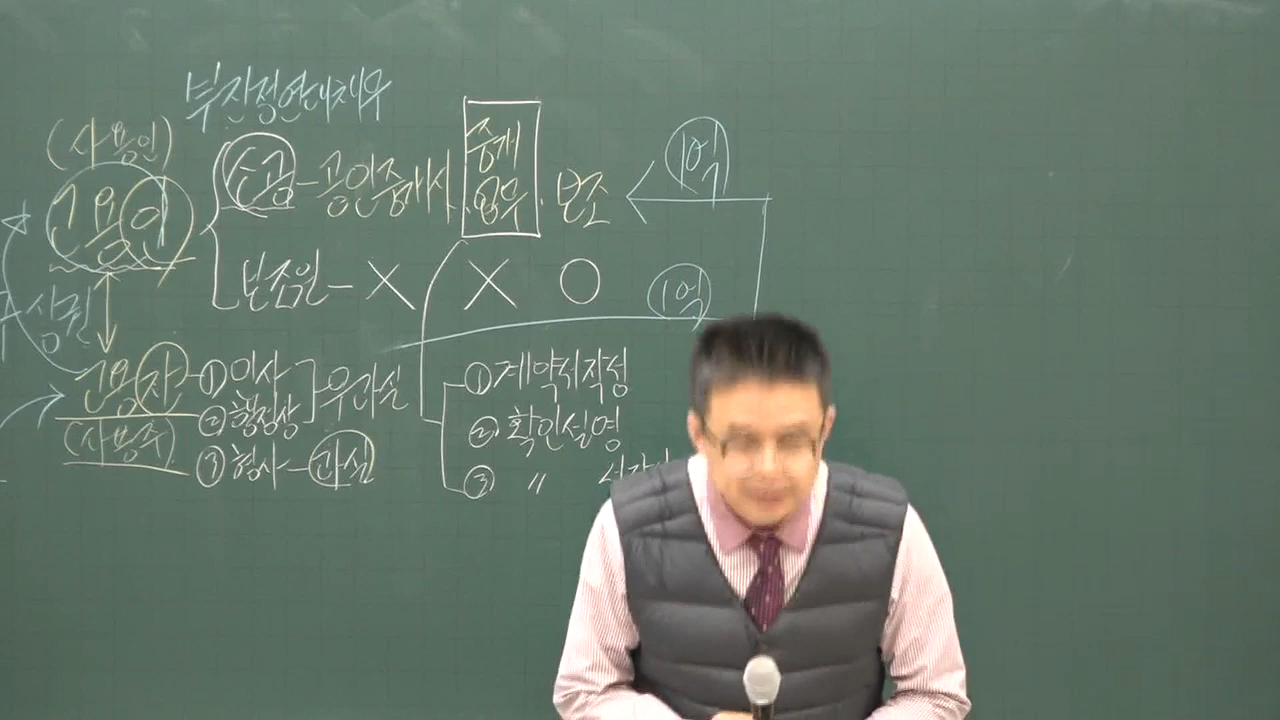 부진정연대채무
(사용인)
고용인
소공 - 공인중개사 중개업무 · 보조
1억
보조원 - X X O
1억
구상권
고용자
(사용주)
① 민사
② 행정상
무과실
③ 형사 - 과실
① 계약서작성
② 확인설명
③ 〃